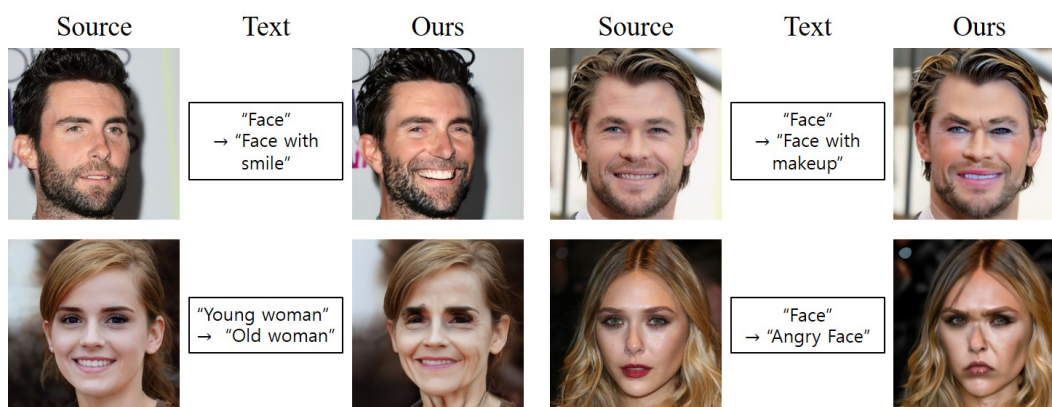 Source Text Ours Source Text Ours
“Face”
→ “Face with
smile”
“Face”
→ “Face with
makeup”
“Young woman”
→ “Old woman”
“Face”
→ “Angry Face”